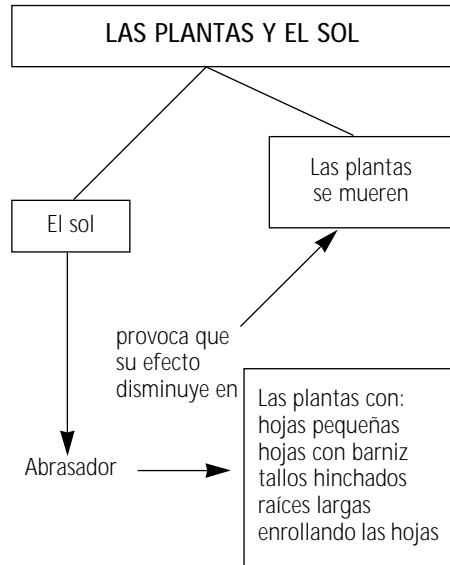 LAS PLANTAS Y EL SOL
Las plantas
se mueren
El sol
provoca que
su efecto
disminuye en
Las plantas con:
hojas pequeñas
hojas con barniz
tallos hinchados
raíces largas
enrollando las hojas
Abrasador